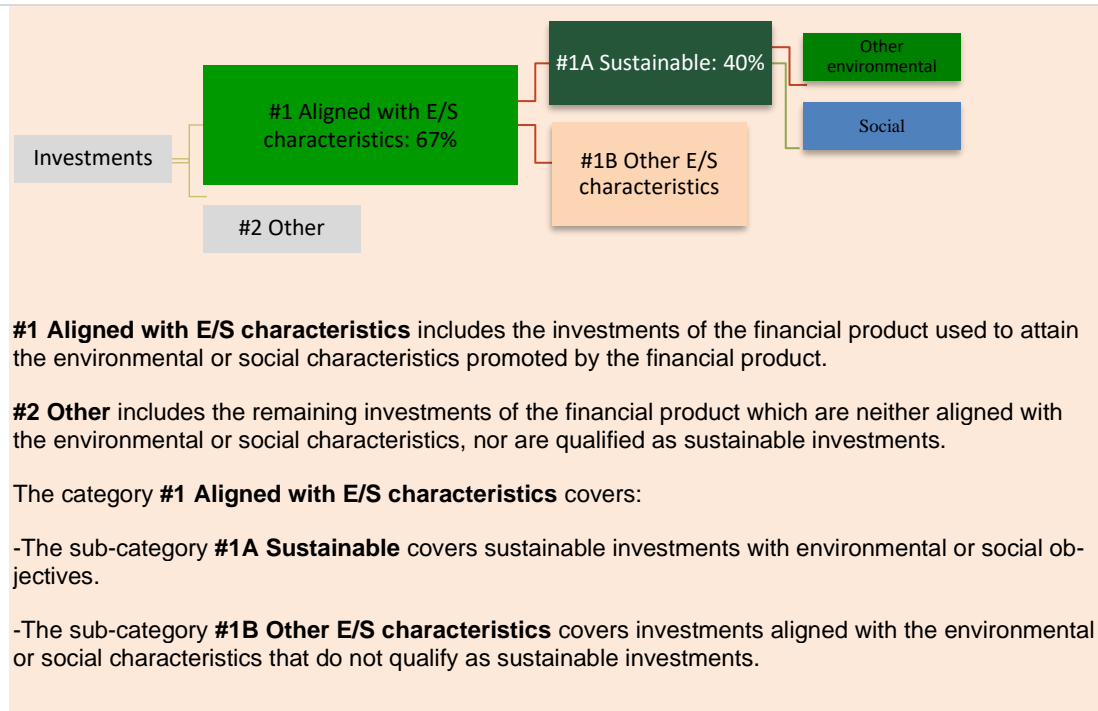 Other
environmental
#1A Sustainable: 40%
#1 Aligned with E/S
characteristics: 67%
Social
Investments
#1B Other E/S
characteristics
#2 Other
#1 Aligned with E/S characteristics includes the investments of the financial product used to attain
the environmental or social characteristics promoted by the financial product.
#2 Other includes the remaining investments of the financial product which are neither aligned with
the environmental or social characteristics, nor are qualified as sustainable investments.
The category #1 Aligned with E/S characteristics covers:
-The sub-category #1A Sustainable covers sustainable investments with environmental or social ob-
jectives.
-The sub-category #1B Other E/S characteristics covers investments aligned with the environmental
or social characteristics that do not qualify as sustainable investments.